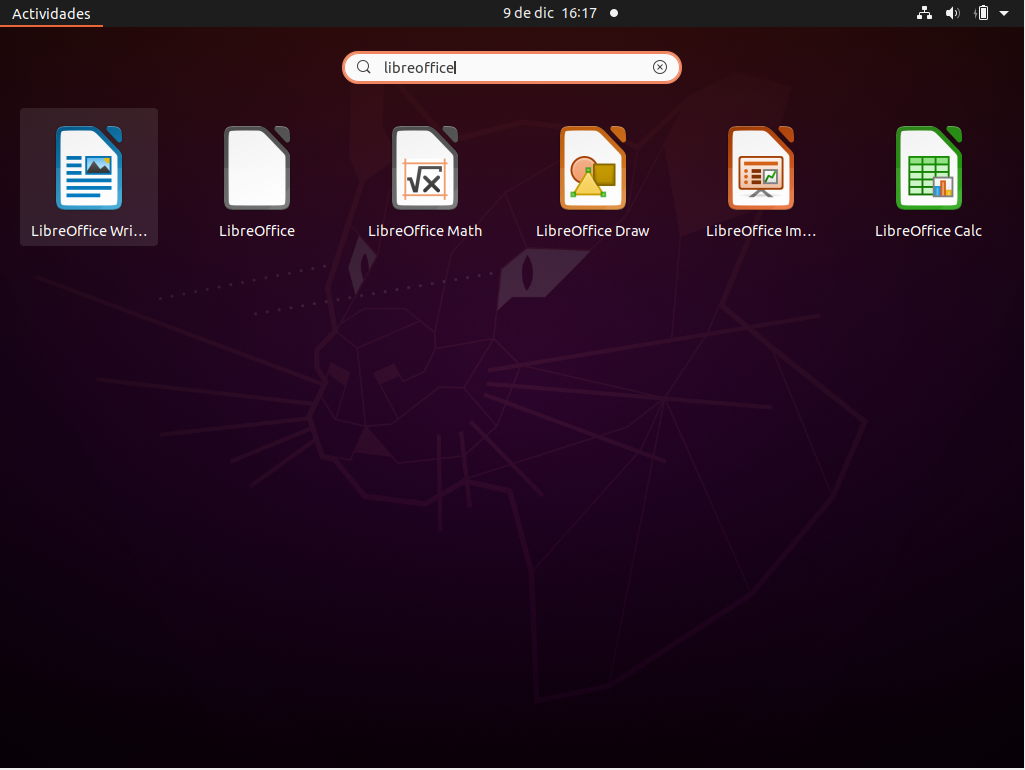 Actividades
9 de dic 16:17
libreoffice
LibreOffice Wri…
LibreOffice
LibreOffice Math
LibreOffice Draw
LibreOffice Im…
LibreOffice Calc